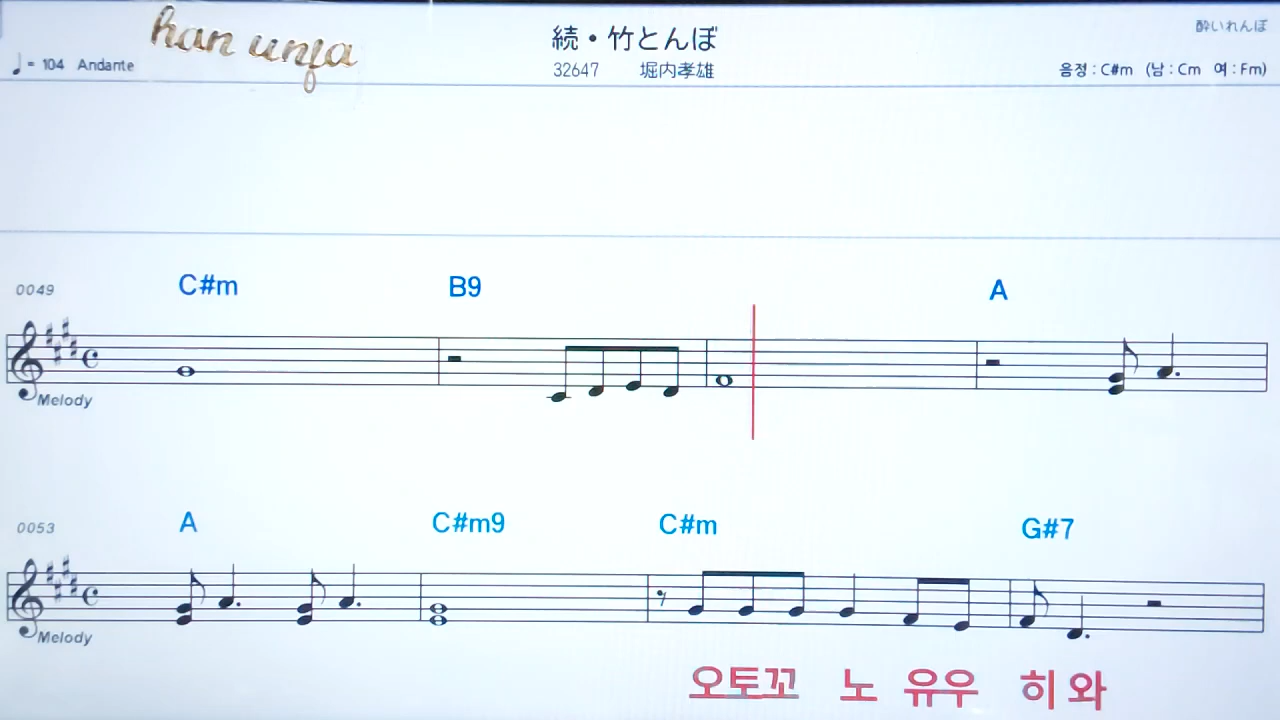 han unja
続・竹とんぼ
酔いれんぼ
♩= 104 Andante
32647 堀内孝雄
음정 : C#m (남 : Cm 여 : Fm)
0049 C#m B9 A
Melody
0053 A C#m9 C#m G#7
Melody
오토꼬 노 유우 히 와